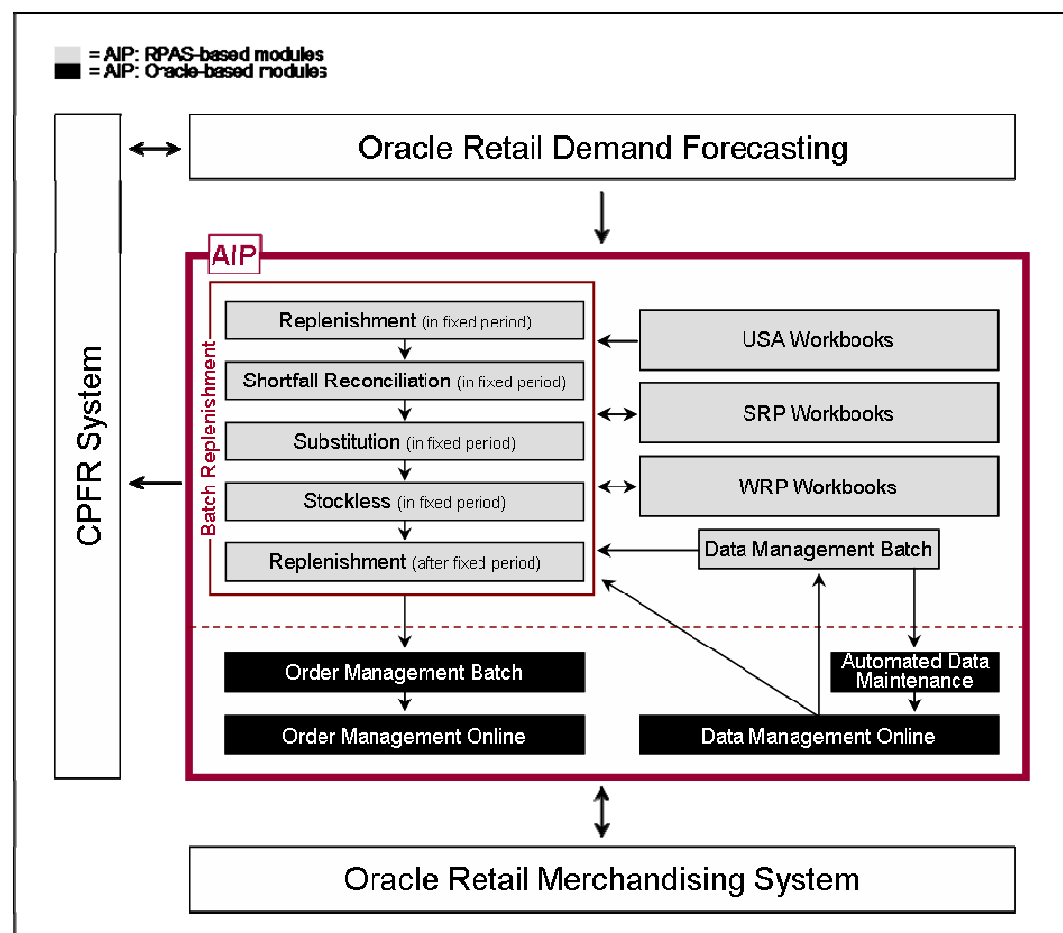 = AIP: RPAS-based modules
= AIP: Oracle-based modules
CPFR System
Oracle Retail Demand Forecasting
AIP
Batch Replenishment
Replenishment (in fixed period)
Shortfall Reconciliation (in fixed period)
Substitution (in fixed period)
Stockless (in fixed period)
Replenishment (after fixed period)
USA Workbooks
SRP Workbooks
WRP Workbooks
Data Management Batch
Order Management Batch
Order Management Online
Automated Data
Maintenance
Data Management Online
Oracle Retail Merchandising System